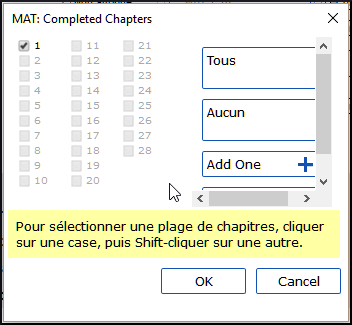 MAT: Completed Chapters
1 11 21
2 12 22
3 13 23
4 14 24
5 15 25
6 16 26
7 17 27
8 18 28
9 19
10 20
Tous
Aucun
Add One
Pour sélectionner une plage de chapitres, cliquer
sur une case, puis Shift-cliquer sur une autre.
OK Cancel